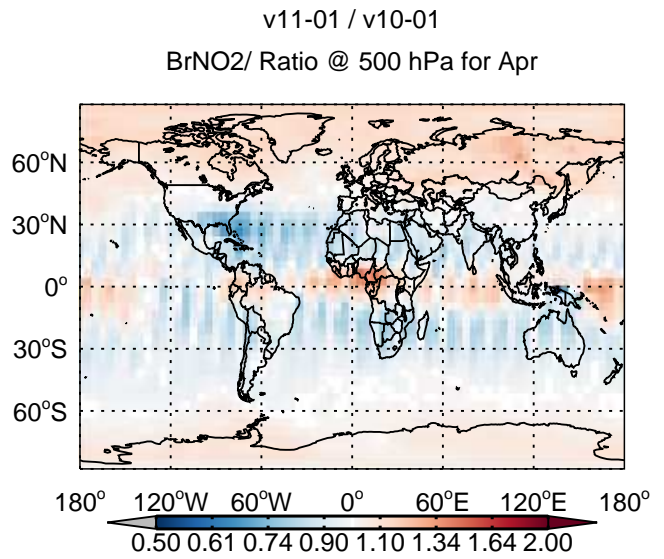 v11-01 / v10-01
BrNO2/ Ratio @ 500 hPa for Apr
60°N
30°N
0°
30°S
60°S
180° 120°W 60°W 0° 60°E 120°E 180°
0.50 0.61 0.74 0.90 1.10 1.34 1.64 2.00